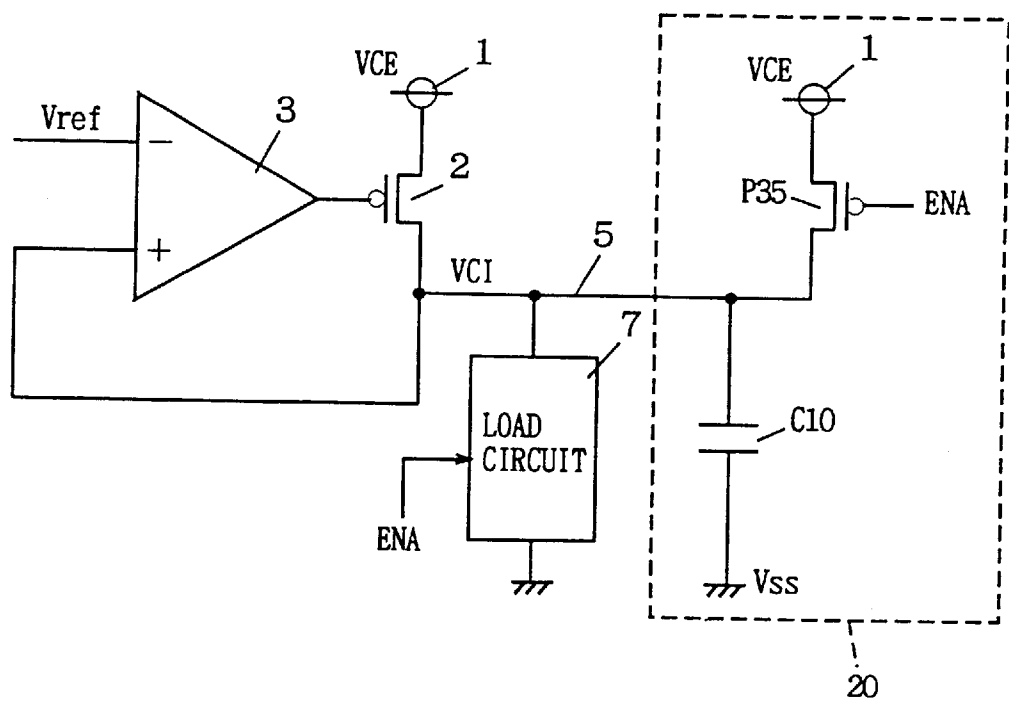 VCE 1
VCE 1
Vref
−
3
2
P35
ENA
+
VCI
5
7
LOAD
CIRCUIT
C10
ENA
Vss
20